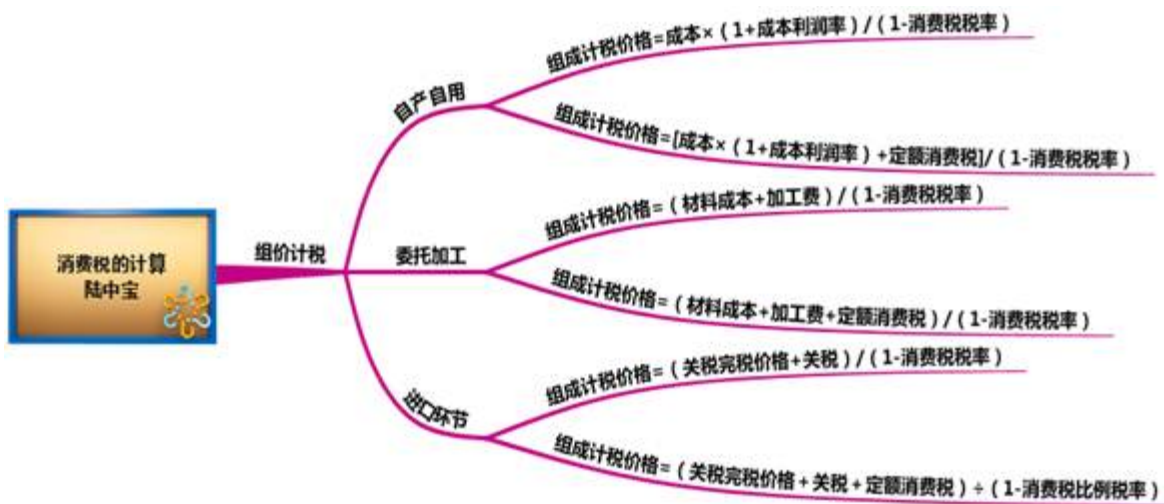 消费税的计算
陆中宝
组价计税
自产自用
组成计税价格=成本×（1+成本利润率）/（1-消费税税率）
组成计税价格=[成本×（1+成本利润率）+定额消费税]/（1-消费税税率）
委托加工
组成计税价格=（材料成本+加工费）/（1-消费税税率）
组成计税价格=（材料成本+加工费+定额消费税）/（1-消费税税率）
进口环节
组成计税价格=（关税完税价格+关税）/（1-消费税税率）
组成计税价格=（关税完税价格+关税+定额消费税）÷（1-消费税比例税率）